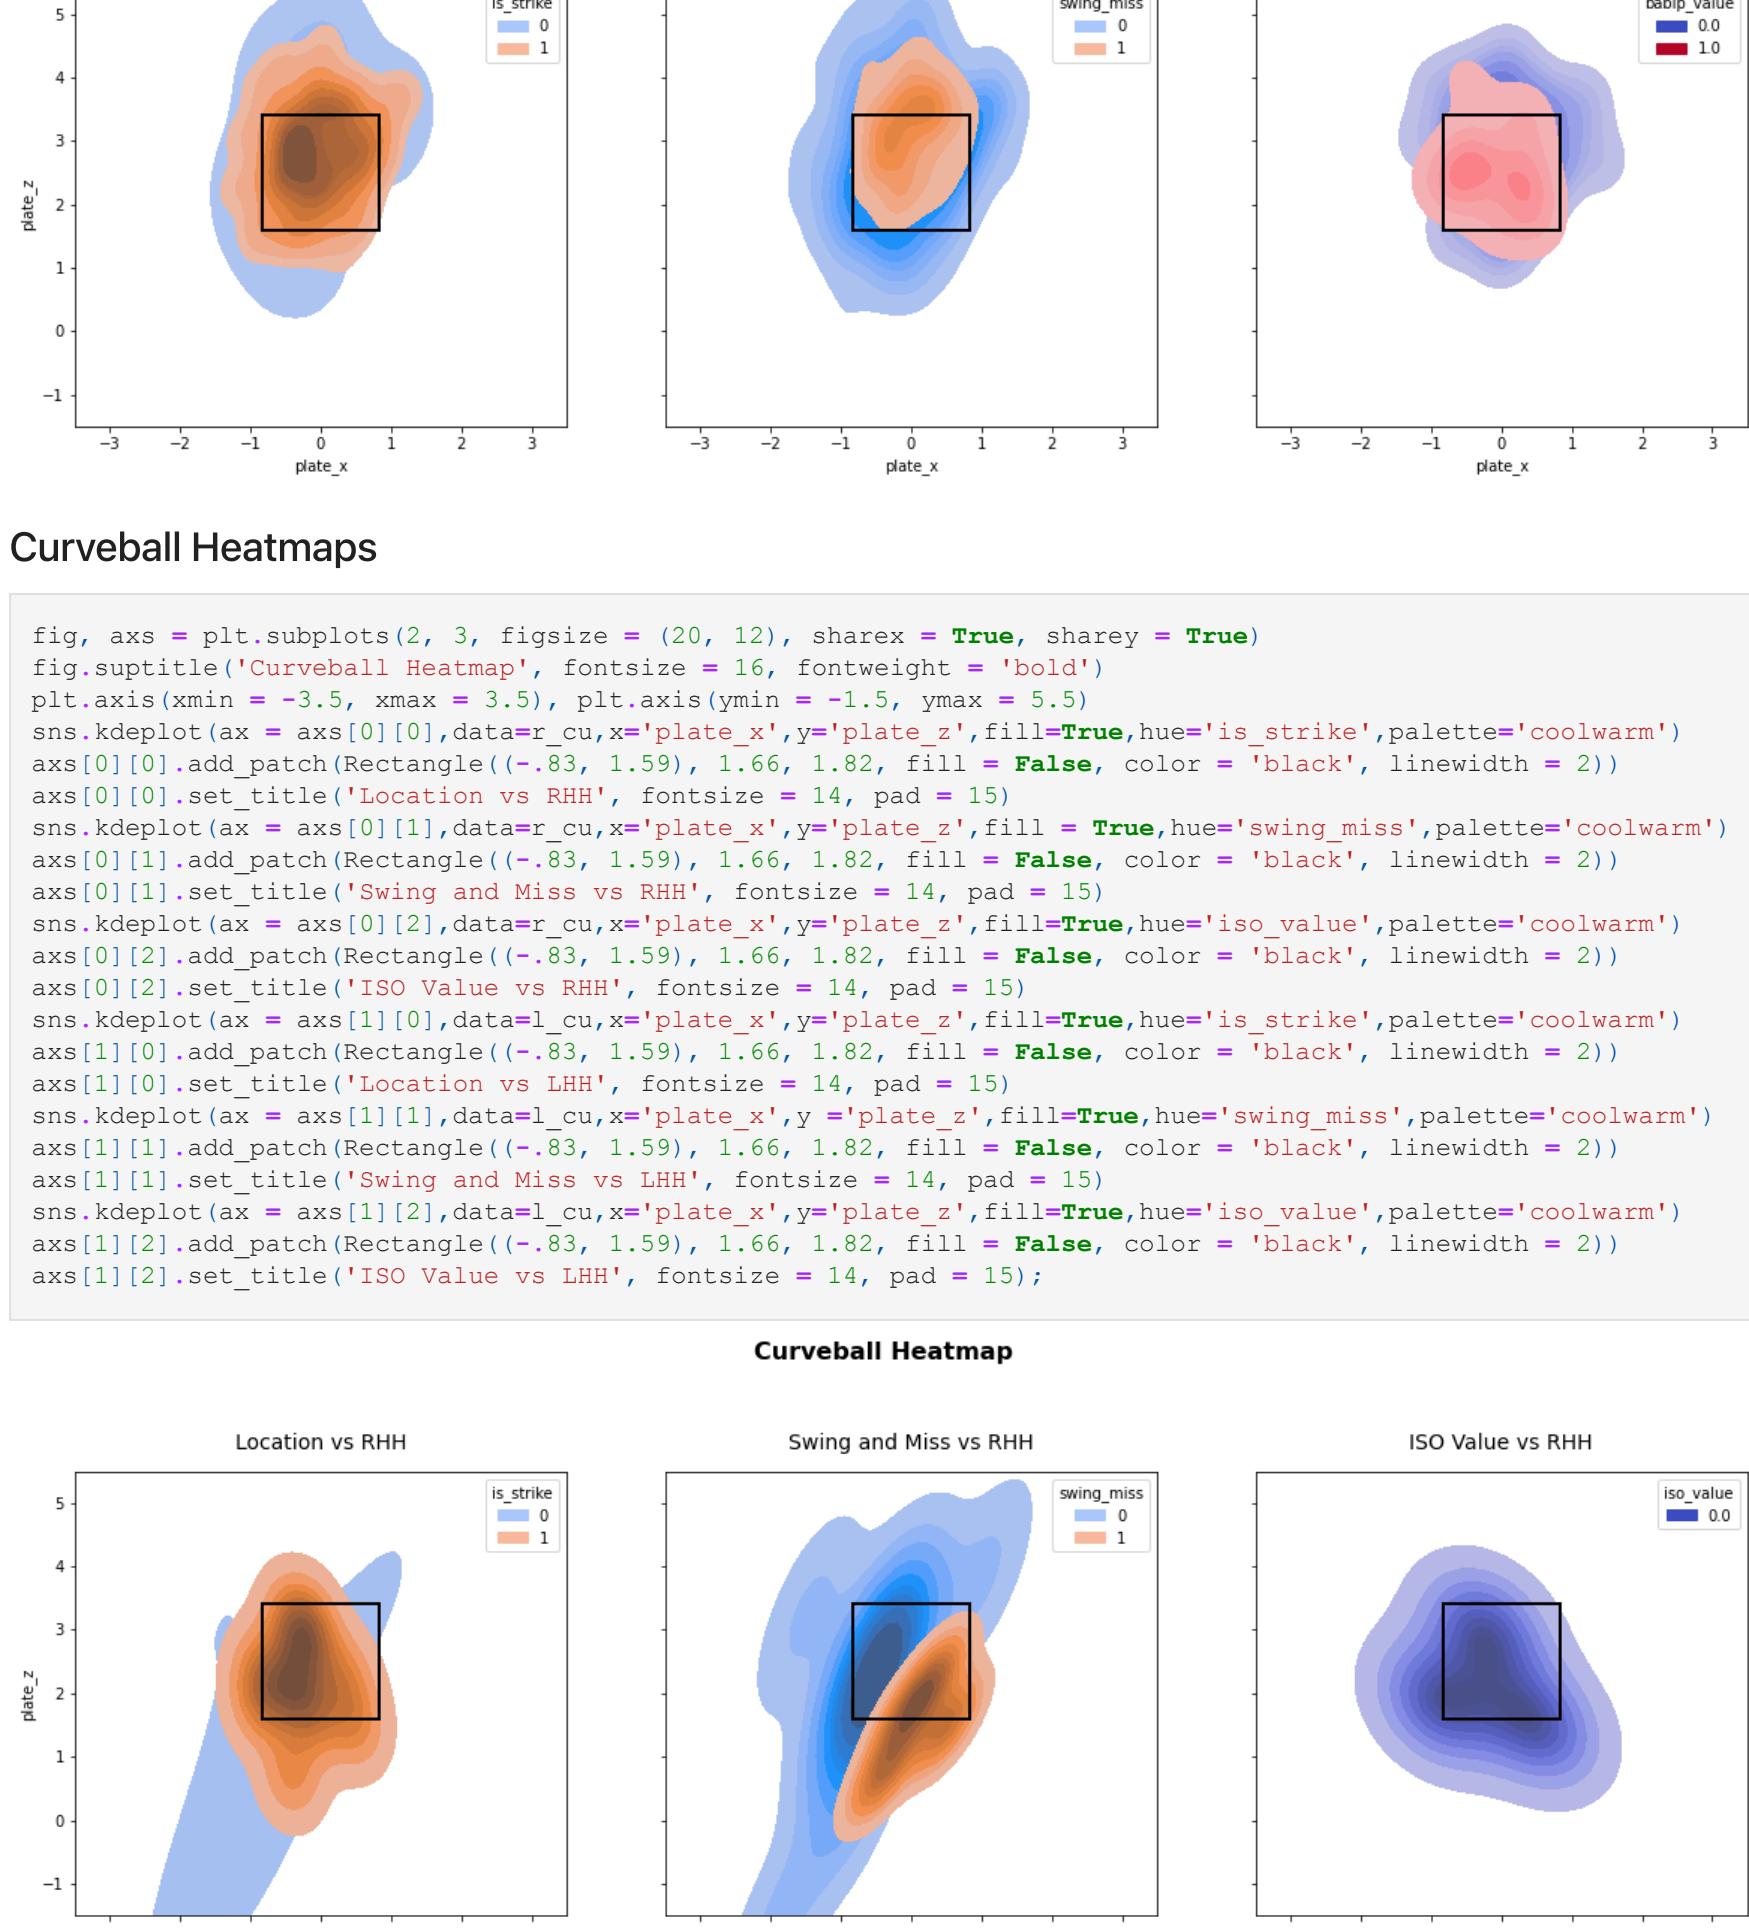 is_strike
0
1
swing_miss
0
1
babip_value
0.0
1.0
5
4
3
2
1
0
−1
plate_z
−3 −2 −1 0 1 2 3
plate_x
−3 −2 −1 0 1 2 3
plate_x
−3 −2 −1 0 1 2 3
plate_x
Curveball Heatmaps
fig, axs = plt.subplots(2, 3, figsize = (20, 12), sharex = True, sharey = True)
fig.suptitle('Curveball Heatmap', fontsize = 16, fontweight = 'bold')
plt.axis(xmin = -3.5, xmax = 3.5), plt.axis(ymin = -1.5, ymax = 5.5)
sns.kdeplot(ax = axs[0][0],data=r_cu,x='plate_x',y='plate_z',fill=True,hue='is_strike',palette='coolwarm')
axs[0][0].add_patch(Rectangle((-.83, 1.59), 1.66, 1.82, fill = False, color = 'black', linewidth = 2))
axs[0][0].set_title('Location vs RHH', fontsize = 14, pad = 15)
sns.kdeplot(ax = axs[0][1],data=r_cu,x='plate_x',y='plate_z',fill = True,hue='swing_miss',palette='coolwarm')
axs[0][1].add_patch(Rectangle((-.83, 1.59), 1.66, 1.82, fill = False, color = 'black', linewidth = 2))
axs[0][1].set_title('Swing and Miss vs RHH', fontsize = 14, pad = 15)
sns.kdeplot(ax = axs[0][2],data=r_cu,x='plate_x',y='plate_z',fill=True,hue='iso_value',palette='coolwarm')
axs[0][2].add_patch(Rectangle((-.83, 1.59), 1.66, 1.82, fill = False, color = 'black', linewidth = 2))
axs[0][2].set_title('ISO Value vs RHH', fontsize = 14, pad = 15)
sns.kdeplot(ax = axs[1][0],data=l_cu,x='plate_x',y='plate_z',fill=True,hue='is_strike',palette='coolwarm')
axs[1][0].add_patch(Rectangle((-.83, 1.59), 1.66, 1.82, fill = False, color = 'black', linewidth = 2))
axs[1][0].set_title('Location vs LHH', fontsize = 14, pad = 15)
sns.kdeplot(ax = axs[1][1],data=l_cu,x='plate_x',y ='plate_z',fill=True,hue='swing_miss',palette='coolwarm')
axs[1][1].add_patch(Rectangle((-.83, 1.59), 1.66, 1.82, fill = False, color = 'black', linewidth = 2))
axs[1][1].set_title('Swing and Miss vs LHH', fontsize = 14, pad = 15)
sns.kdeplot(ax = axs[1][2],data=l_cu,x='plate_x',y='plate_z',fill=True,hue='iso_value',palette='coolwarm')
axs[1][2].add_patch(Rectangle((-.83, 1.59), 1.66, 1.82, fill = False, color = 'black', linewidth = 2))
axs[1][2].set_title('ISO Value vs LHH', fontsize = 14, pad = 15);
Curveball Heatmap
Location vs RHH
is_strike
0
1
5
4
3
2
1
0
−1
plate_z
Swing and Miss vs RHH
swing_miss
0
1
ISO Value vs RHH
iso_value
0.0